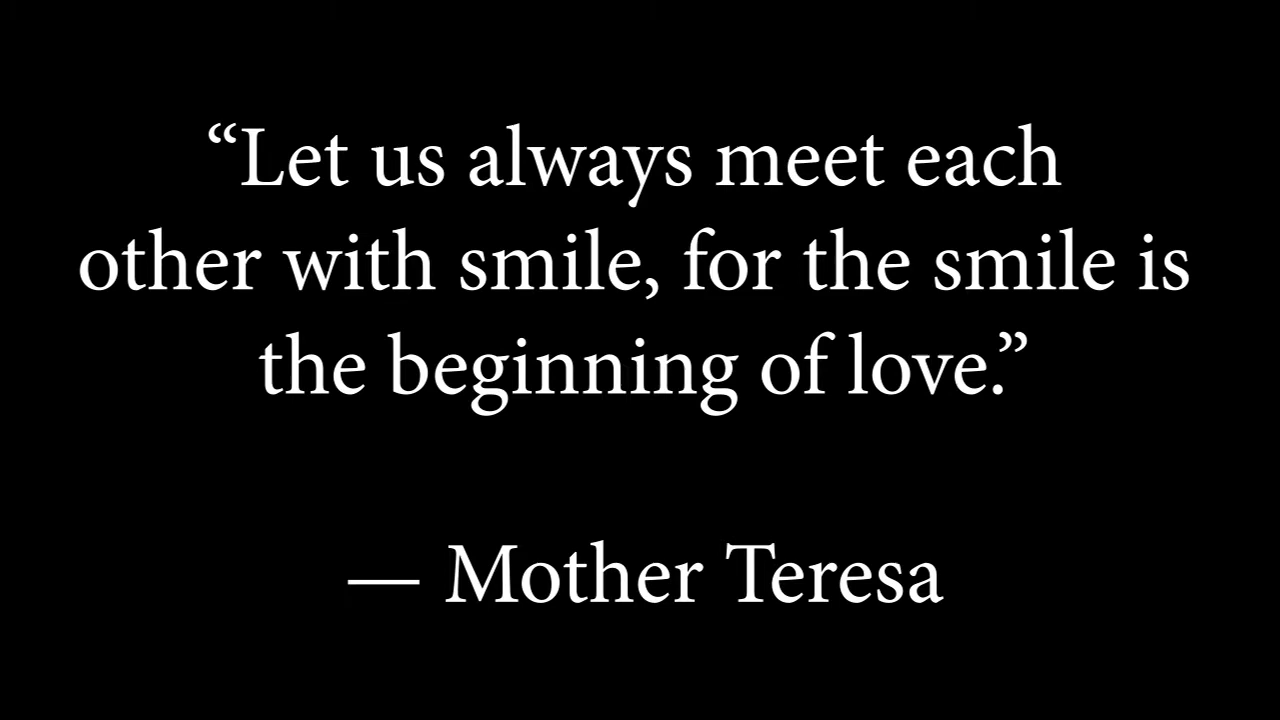 “Let us always meet each
other with smile, for the smile is
the beginning of love.”
— Mother Teresa